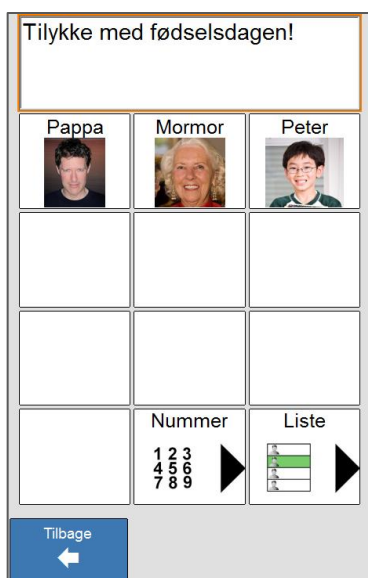 Tilykke med fødselsdagen!
Pappa Mormor Peter
Nummer Liste
1 2 3
4 5 6
7 8 9
Tilbage